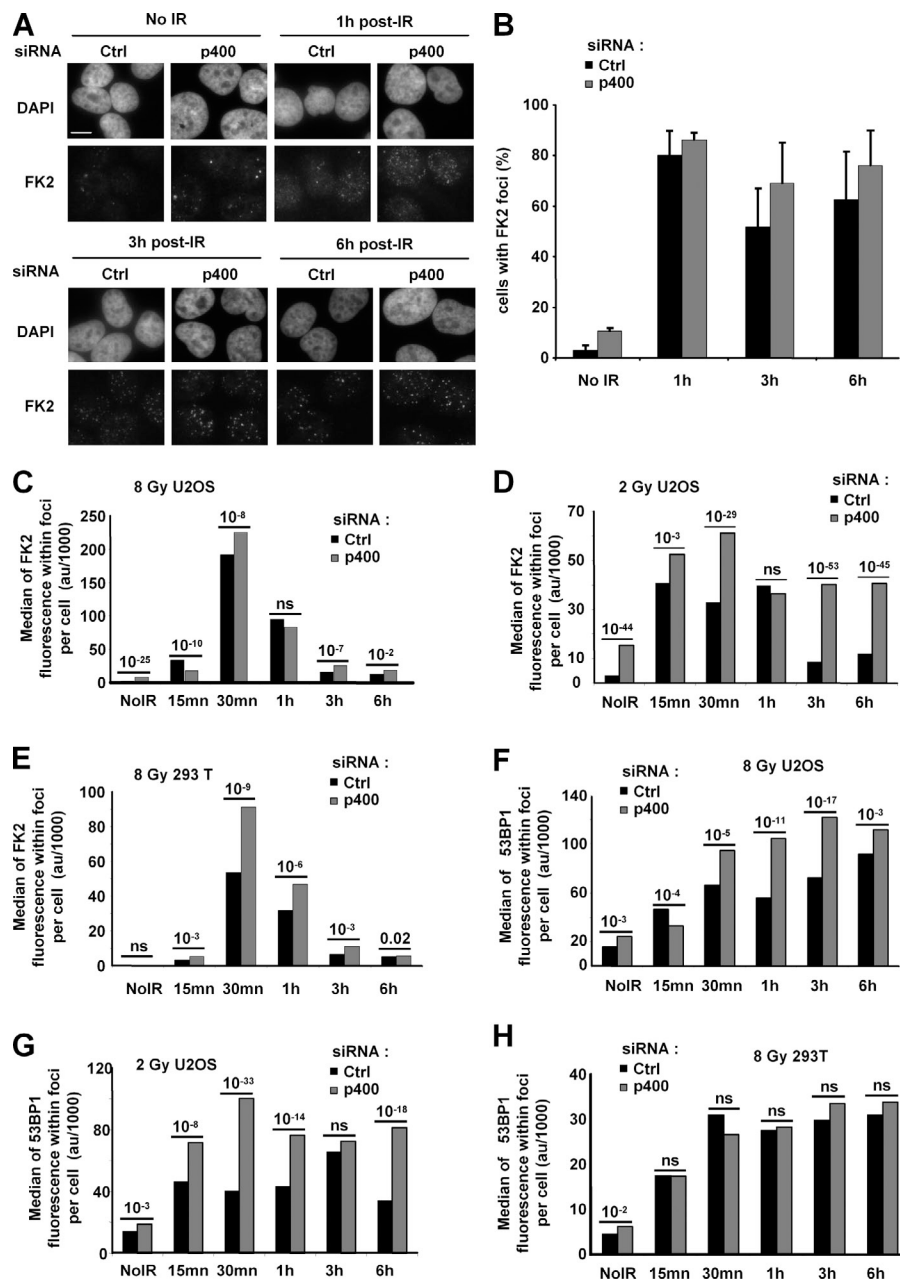 A
No IR
1h post-IR
siRNA
Ctrl
p400
Ctrl
p400
DAPI
FK2
3h post-IR
6h post-IR
siRNA
Ctrl
p400
Ctrl
p400
DAPI
FK2
B
siRNA :
Ctrl
p400
cells with FK2 foci (%)
100
80
60
40
20
0
No IR 1h 3h 6h
C
8 Gy U2OS
siRNA :
Ctrl
p400
Median of FK2
fluorescence within foci
per cell (au/1000)
250
200
150
100
50
0
10⁻²⁵ 10⁻¹⁰ 10⁻⁸ ns 10⁻⁷ 10⁻²
NoIR 15mn 30mn 1h 3h 6h
D
2 Gy U2OS
siRNA :
Ctrl
p400
Median of FK2
fluorescence within foci
per cell (au/1000)
70
50
30
10
0
10⁻⁴⁴ 10⁻³ 10⁻²⁹ ns 10⁻⁵³ 10⁻⁴⁵
NoIR 15mn 30mn 1h 3h 6h
E
8 Gy 293 T
siRNA :
Ctrl
p400
Median of FK2
fluorescence within foci
per cell (au/1000)
100
80
60
40
20
0
ns 10⁻³ 10⁻⁹ 10⁻⁶ 10⁻³ 0.02
NoIR 15mn 30mn 1h 3h 6h
F
siRNA :
Ctrl
p400
8 Gy U2OS
Median of 53BP1
fluorescence within foci
per cell (au/1000)
140
100
60
20
0
10⁻³ 10⁻⁴ 10⁻⁵ 10⁻¹¹ 10⁻¹⁷ 10⁻³
NoIR 15mn 30mn 1h 3h 6h
G
2 Gy U2OS
siRNA :
Ctrl
p400
Median of 53BP1
fluorescence within foci
per cell (au/1000)
120
80
40
0
10⁻³ 10⁻⁸ 10⁻³³ 10⁻¹⁴ ns 10⁻¹⁸
NoIR 15mn 30mn 1h 3h 6h
H
siRNA :
Ctrl
p400
8 Gy 293T
Median of 53BP1
fluorescence within foci
per cell (au/1000)
40
30
20
10
0
10⁻² ns ns ns ns ns
NoIR 15mn 30mn 1h 3h 6h